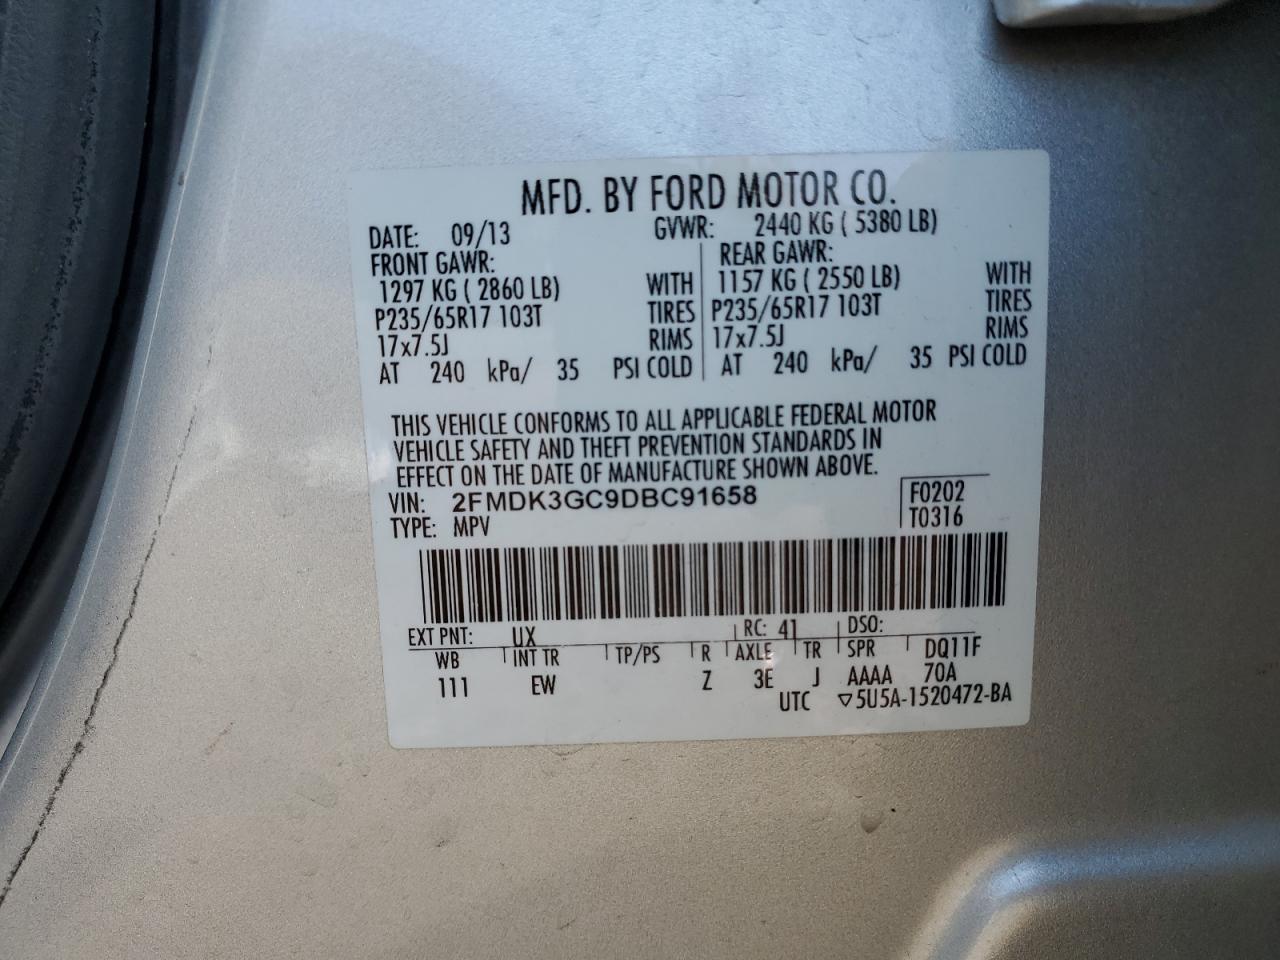 MFD. BY FORD MOTOR CO.
DATE: 09/13 GVWR: 2440 KG ( 5380 LB)
FRONT GAWR: REAR GAWR:
1297 KG ( 2860 LB) WITH 1157 KG ( 2550 LB) WITH
P235/65R17 103T TIRES P235/65R17 103T TIRES
17x7.5J RIMS 17x7.5J RIMS
AT 240 kPa/ 35 PSI COLD AT 240 kPa/ 35 PSI COLD
THIS VEHICLE CONFORMS TO ALL APPLICABLE FEDERAL MOTOR
VEHICLE SAFETY AND THEFT PREVENTION STANDARDS IN
EFFECT ON THE DATE OF MANUFACTURE SHOWN ABOVE.
VIN: 2FMDK3GC9DBC91658 F0202
TYPE: MPV T0316
EXT PNT: UX RC: 41 DSO:
WB INT TR TP/PS R AXLE TR SPR DQ11F
111 EW Z 3E J AAAA 70A
UTC ▽5U5A-1520472-BA